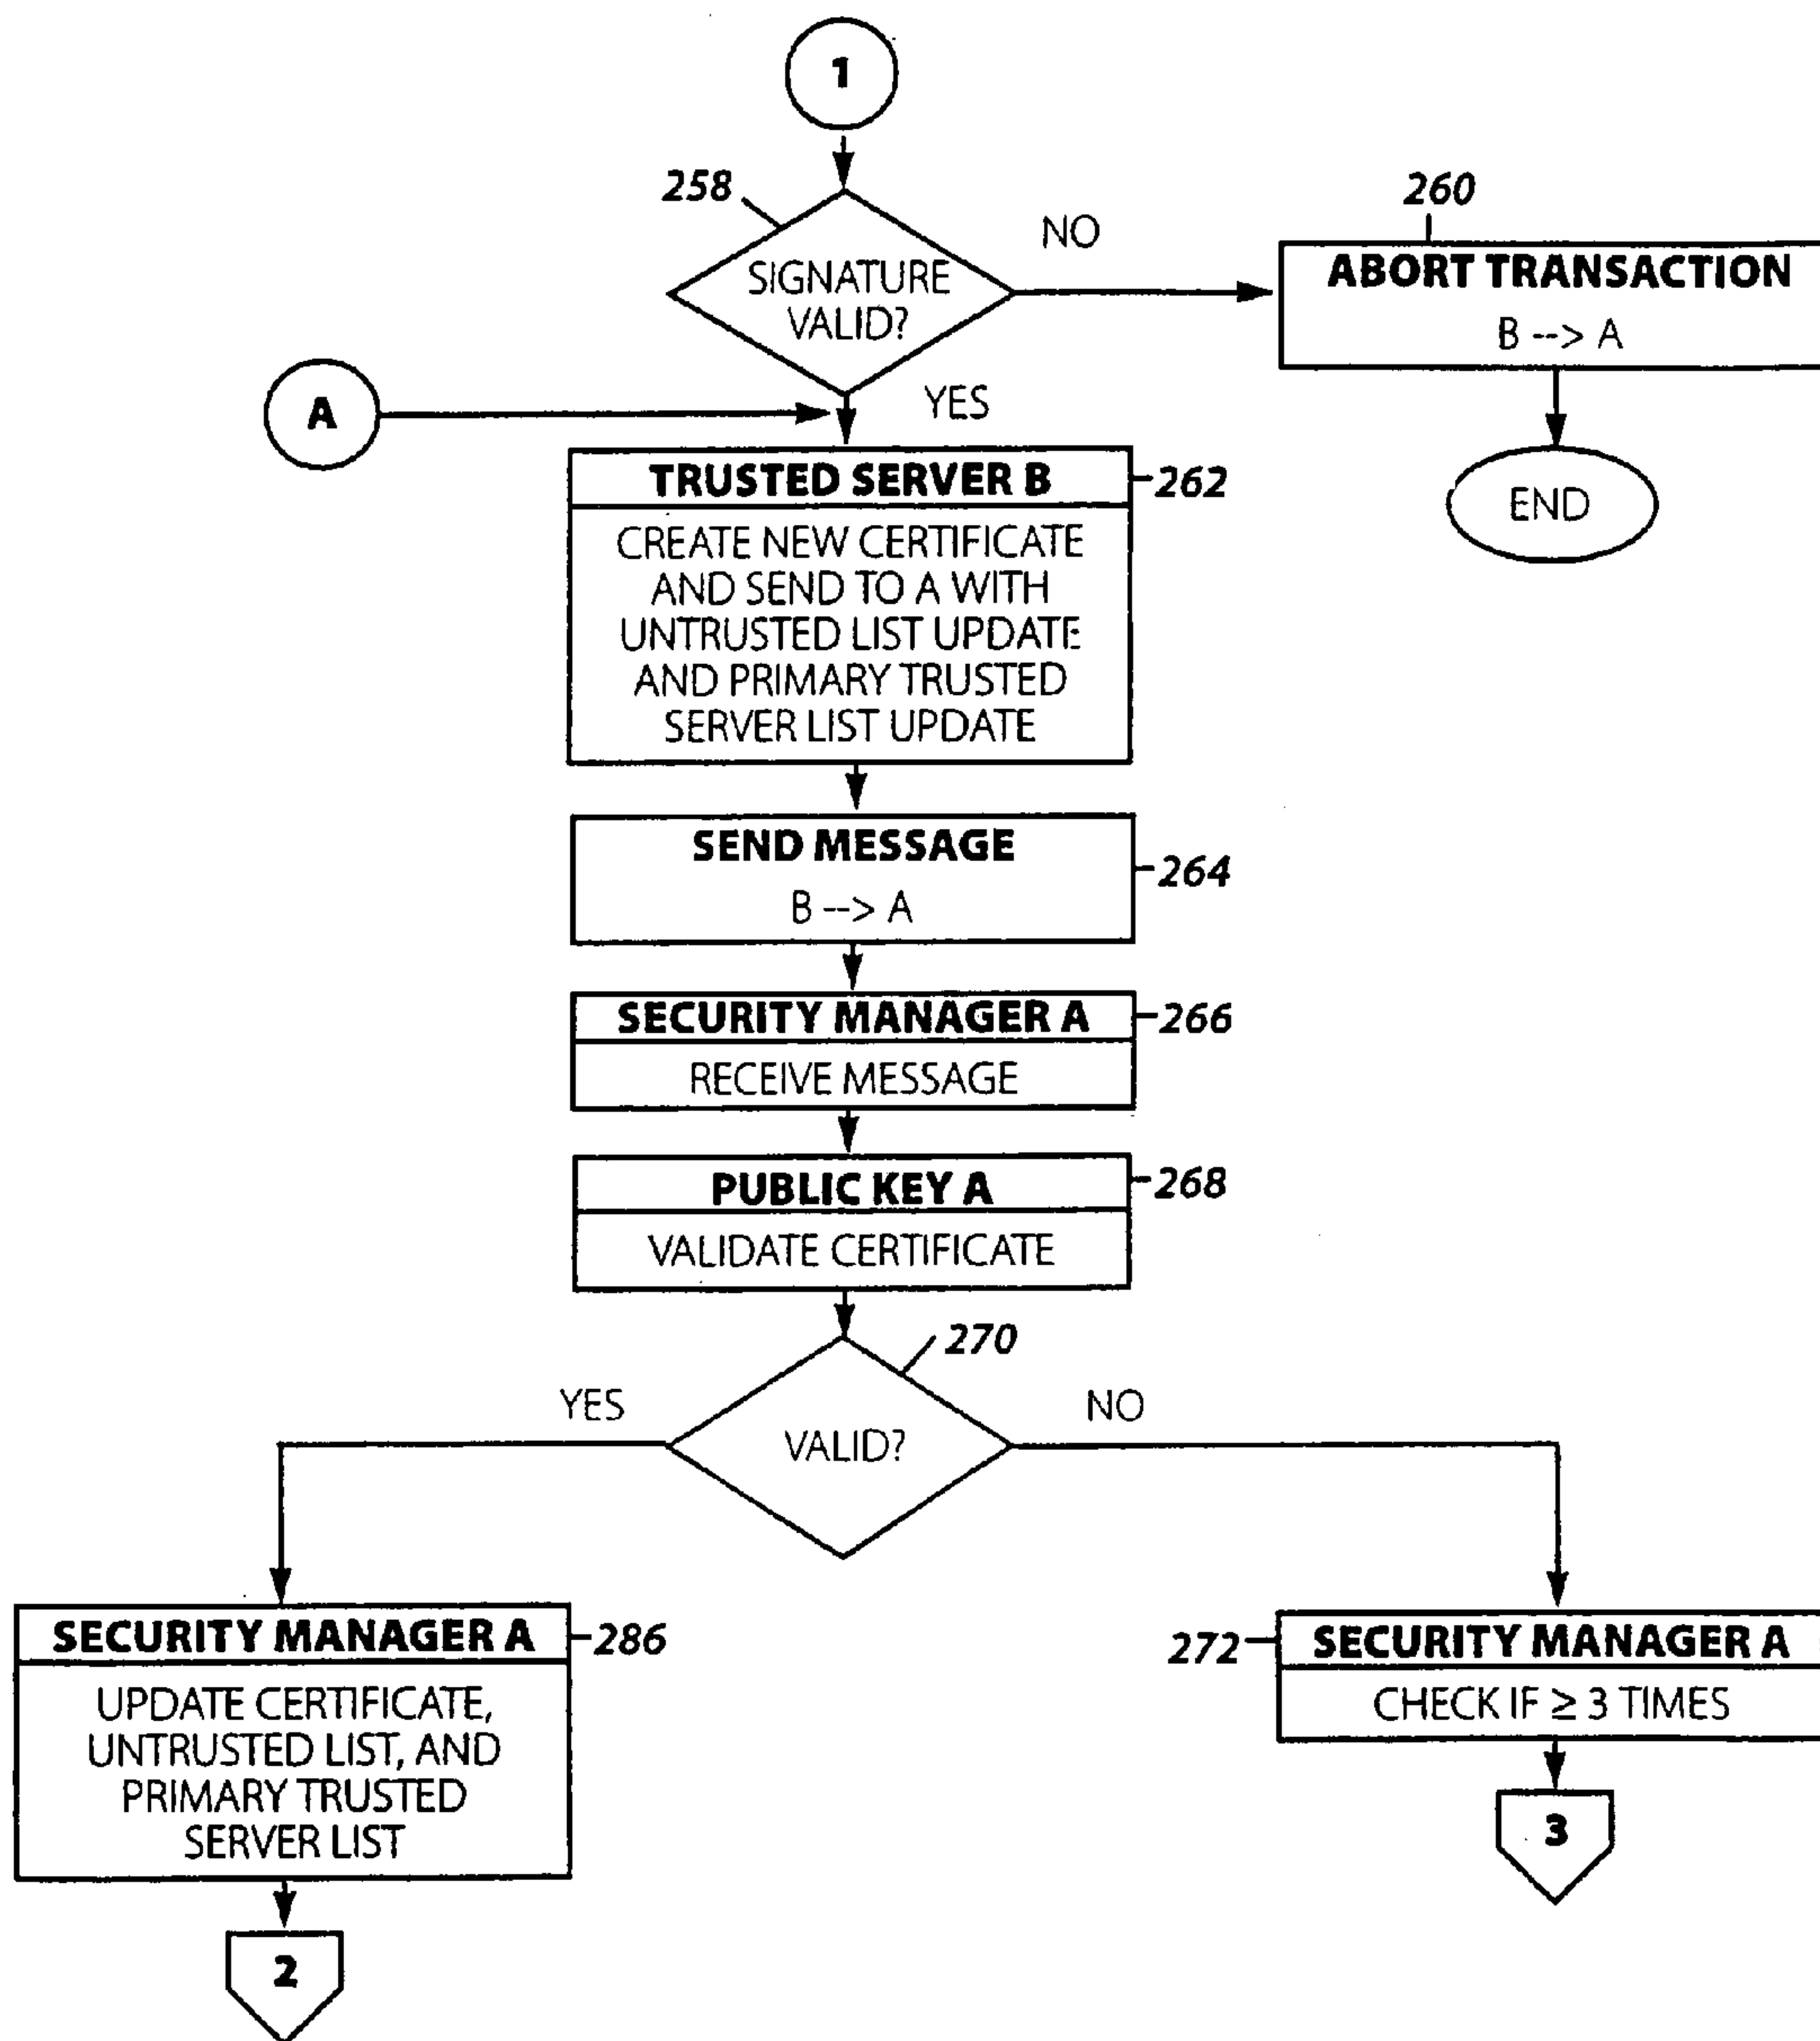 1
258
SIGNATURE
VALID?
NO
260
ABORT TRANSACTION
B --> A
END
A
YES
TRUSTED SERVER B
262
CREATE NEW CERTIFICATE
AND SEND TO A WITH
UNTRUSTED LIST UPDATE
AND PRIMARY TRUSTED
SERVER LIST UPDATE
SEND MESSAGE
264
B --> A
SECURITY MANAGER A
266
RECEIVE MESSAGE
PUBLIC KEY A
268
VALIDATE CERTIFICATE
270
YES
VALID?
NO
SECURITY MANAGER A
286
UPDATE CERTIFICATE,
UNTRUSTED LIST, AND
PRIMARY TRUSTED
SERVER LIST
2
272
SECURITY MANAGER A
CHECK IF ≥ 3 TIMES
3